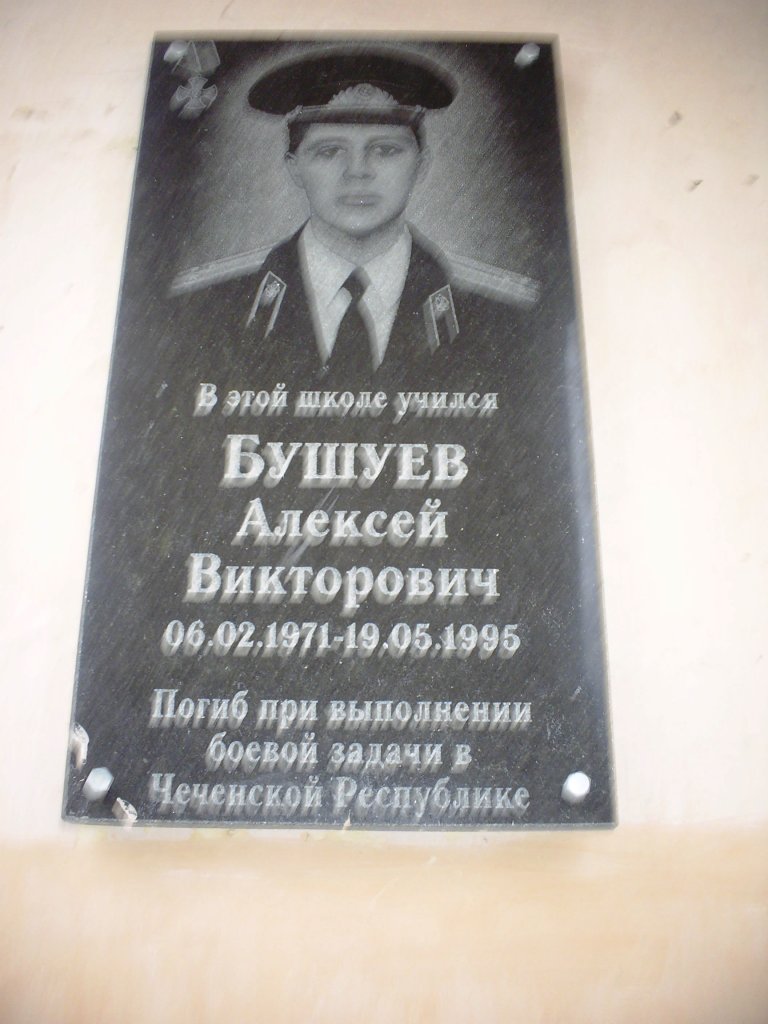 В этой школе учился
БУШУЕВ
Алексей
Викторович
06.02.1971-19.05.1995
Погиб при выполнении
боевой задачи в
Чеченской Республике